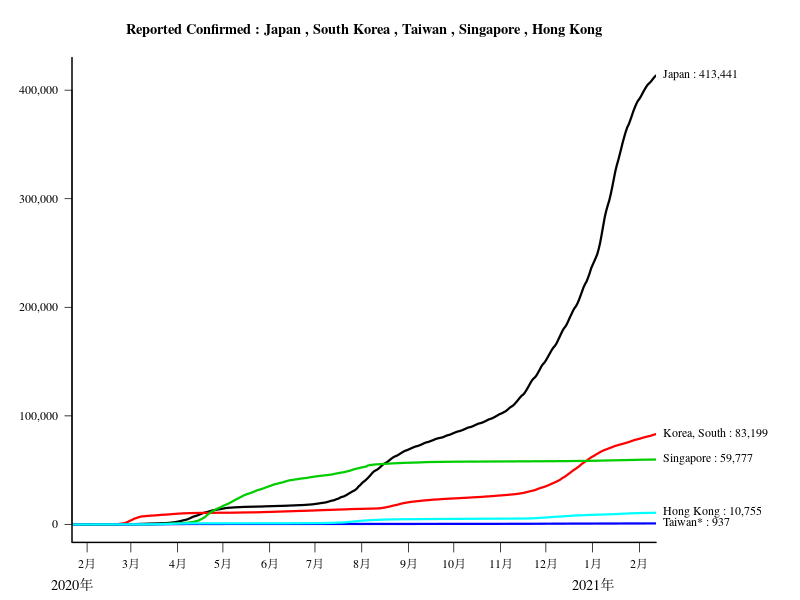 Reported Confirmed : Japan , South Korea , Taiwan , Singapore , Hong Kong
400,000
300,000
200,000
100,000
0
Japan : 413,441
Korea, South : 83,199
Singapore : 59,777
Hong Kong : 10,755
Taiwan* : 937
2月 3月 4月 5月 6月 7月 8月 9月 10月 11月 12月 1月 2月
2020年 2021年